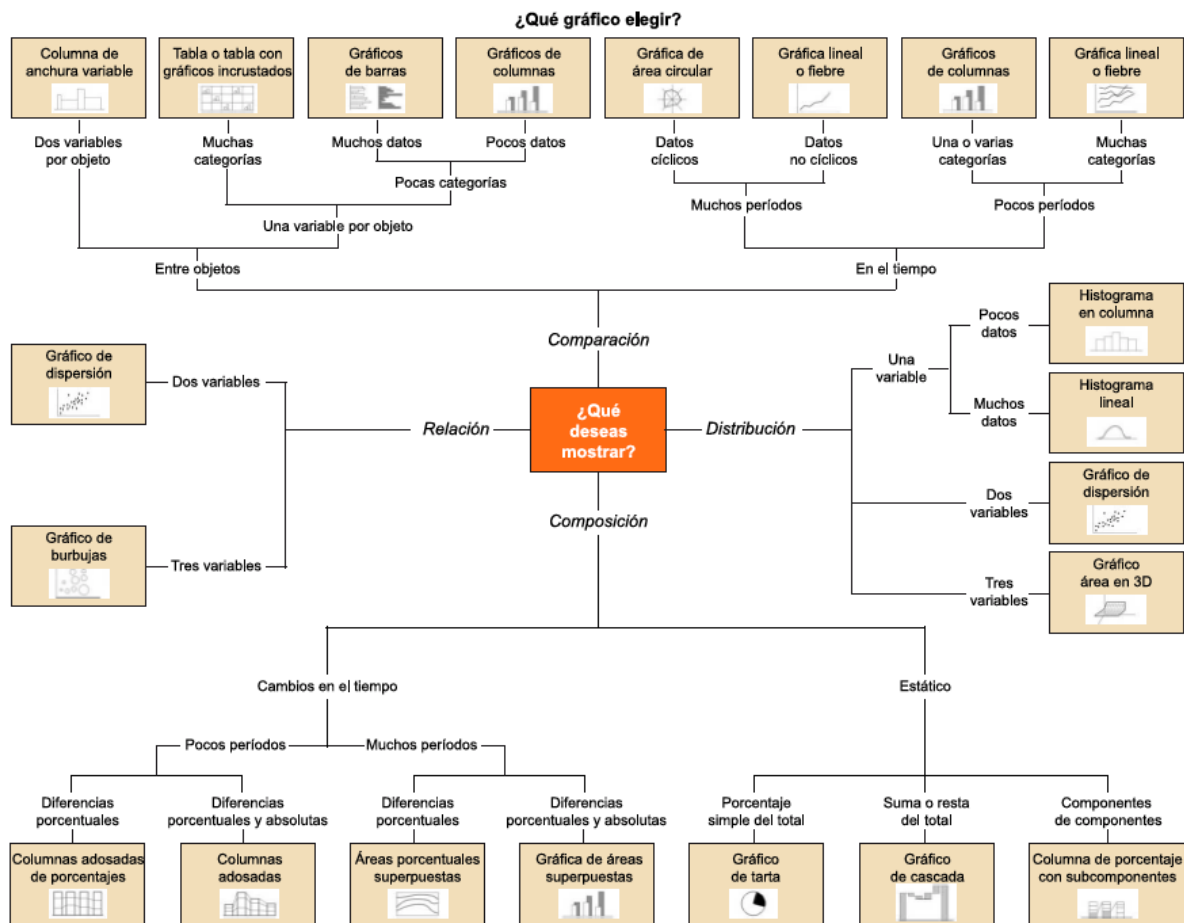 ¿Qué gráfico elegir?
Columna de
anchura variable
Tabla o tabla con
gráficos incrustados
Gráficos
de barras
Gráficos de
columnas
Gráfica de
área circular
Gráfica lineal
o fiebre
Gráficos
de columnas
Gráfica lineal
o fiebre
Dos variables
por objeto
Muchas
categorías
Muchos datos
Pocos datos
Datos
cíclicos
Datos
no cíclicos
Una o varias
categorías
Muchas
categorías
Pocas categorías
Muchos períodos
Pocos períodos
Una variable por objeto
Entre objetos
En el tiempo
Comparación
Gráfico de
dispersión
Dos variables
Relación
¿Qué
deseas
mostrar?
Distribución
Una
variable
Pocos
datos
Histograma
en columna
Muchos
datos
Histograma
lineal
Dos
variables
Gráfico de
dispersión
Composición
Gráfico de
burbujas
Tres variables
Tres
variables
Gráfico
área en 3D
Cambios en el tiempo
Estático
Pocos períodos
Muchos períodos
Diferencias
porcentuales
Diferencias
porcentuales y absolutas
Diferencias
porcentuales
Diferencias
porcentuales y absolutas
Porcentaje
simple del total
Suma o resta
del total
Componentes
de componentes
Columnas adosadas
de porcentajes
Columnas
adosadas
Áreas porcentuales
superpuestas
Gráfica de áreas
superpuestas
Gráfico
de tarta
Gráfico
de cascada
Columna de porcentaje
con subcomponentes